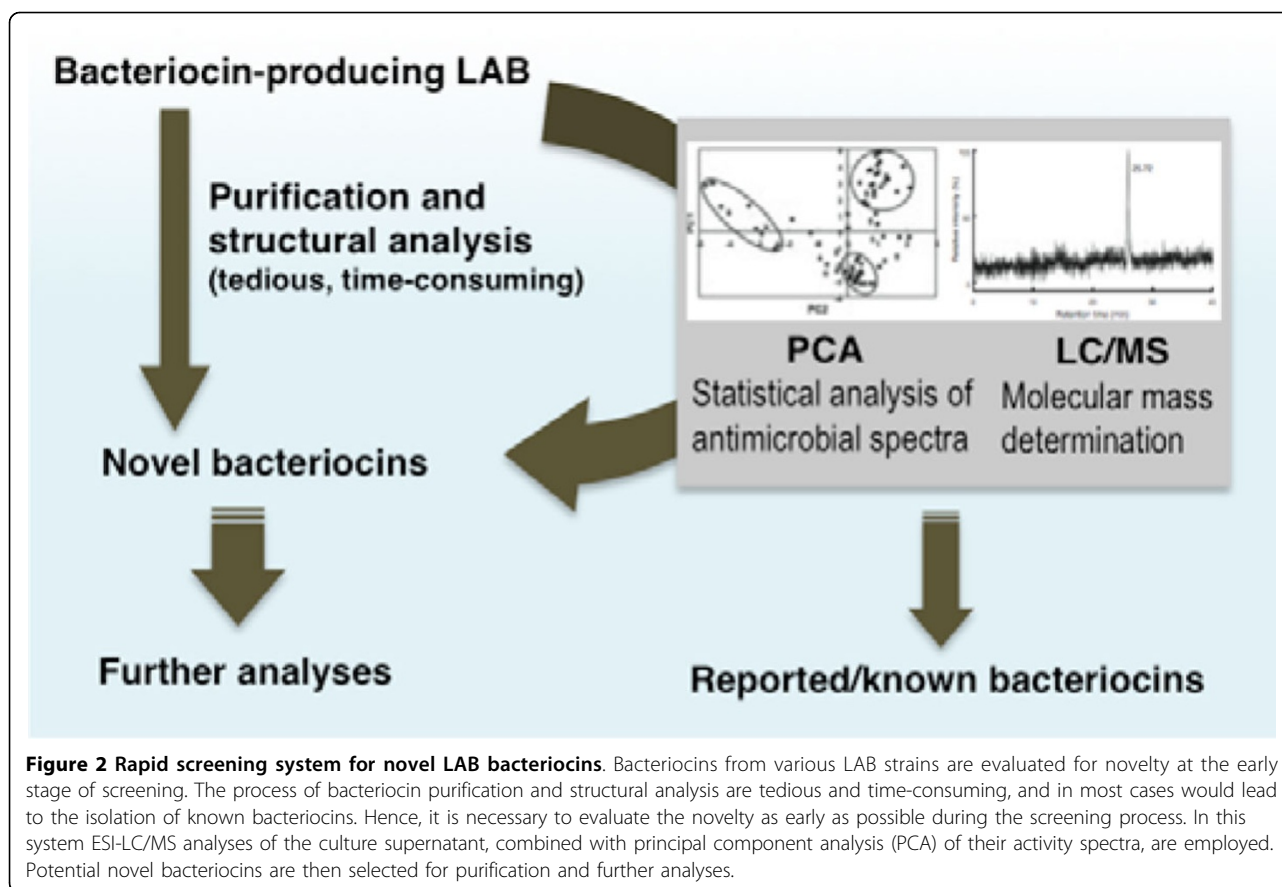 Bacteriocin-producing LAB
Purification and
structural analysis
(tedious, time-consuming)
PC2
PCA
LC/MS
Statistical analysis of
antimicrobial spectra
Molecular mass
determination
Novel bacteriocins
Further analyses
Reported/known bacteriocins
Figure 2 Rapid screening system for novel LAB bacteriocins. Bacteriocins from various LAB strains are evaluated for novelty at the early
stage of screening. The process of bacteriocin purification and structural analysis are tedious and time-consuming, and in most cases would lead
to the isolation of known bacteriocins. Hence, it is necessary to evaluate the novelty as early as possible during the screening process. In this
system ESI-LC/MS analyses of the culture supernatant, combined with principal component analysis (PCA) of their activity spectra, are employed.
Potential novel bacteriocins are then selected for purification and further analyses.